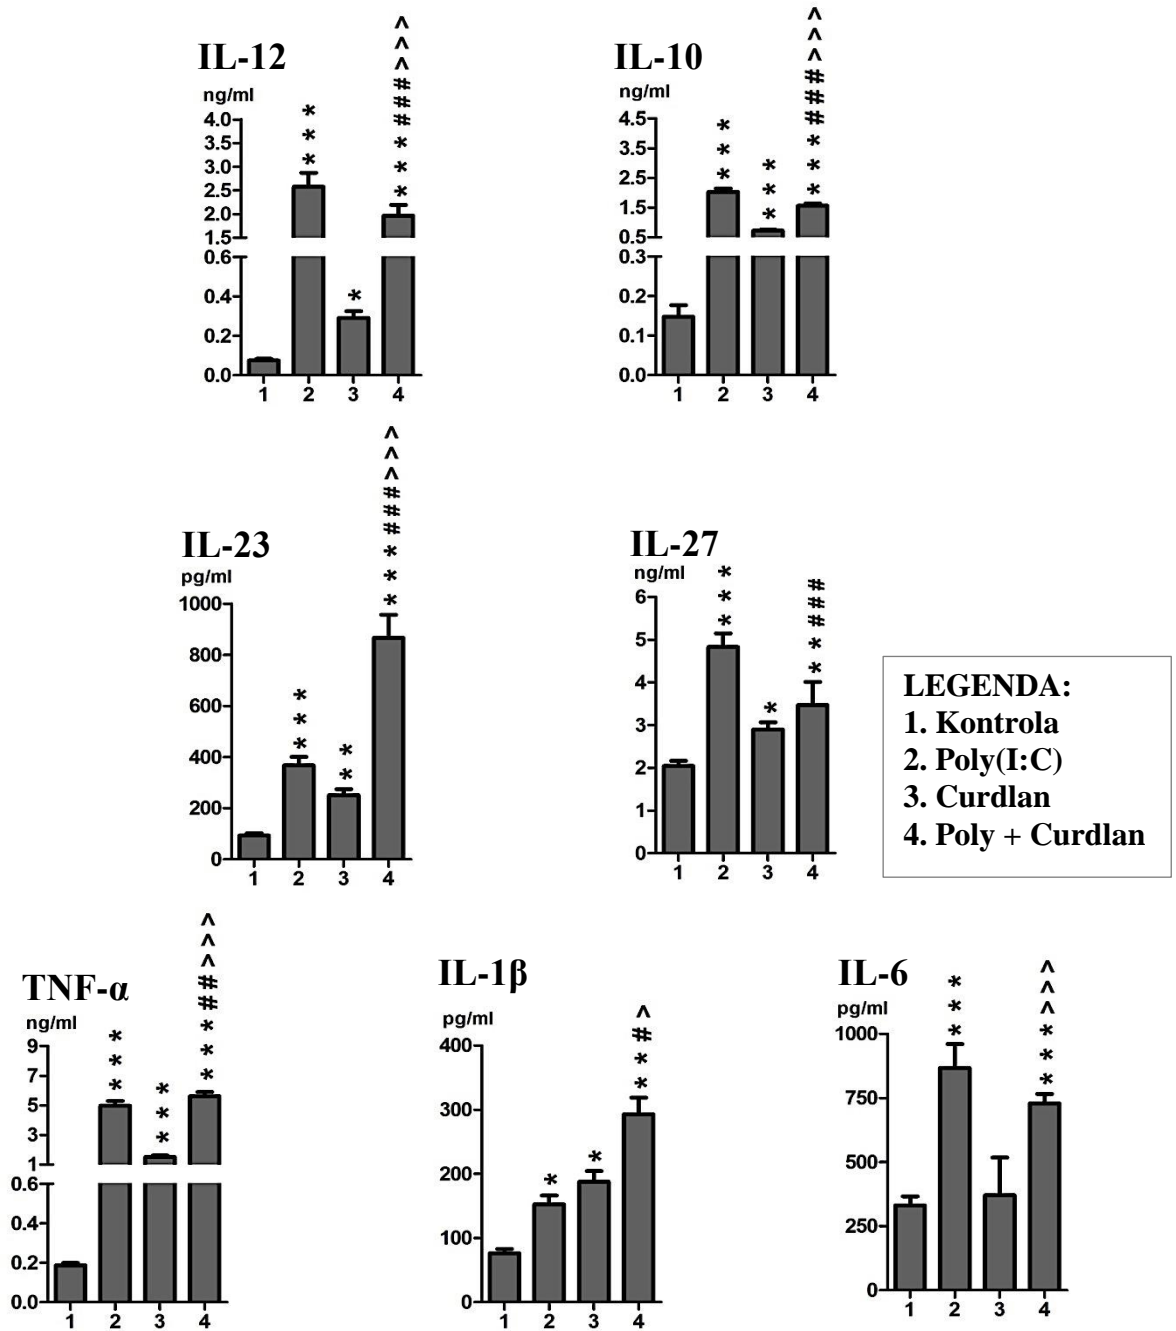 IL-12
ng/ml
^ ^ ^ # # # * * *
* * *
*
4.0
3.5
3.0
2.5
2.0
1.5
0.6
0.4
0.2
0.0
1 2 3 4
IL-10
ng/ml
^ ^ ^ # # # * * *
* * *
* * *
4.5
3.5
2.5
1.5
0.5
0.3
0.2
0.1
0.0
1 2 3 4
IL-23
pg/ml
^ ^ ^ # # # * * *
* * *
* *
1000
800
600
400
200
0
1 2 3 4
IL-27
ng/ml
* * *
*
# # # * *
6
5
4
3
2
1
0
1 2 3 4
LEGENDA:
1. Kontrola
2. Poly(I:C)
3. Curdlan
4. Poly + Curdlan
TNF-α
ng/ml
^ ^ ^ # # * * *
* * *
* * *
9
7
5
3
1
0.6
0.4
0.2
0.0
1 2 3 4
IL-1β
pg/ml
^ # * *
*
*
400
300
200
100
0
1 2 3 4
IL-6
pg/ml
* * *
^ ^ ^ * * *
1000
750
500
250
0
1 2 3 4